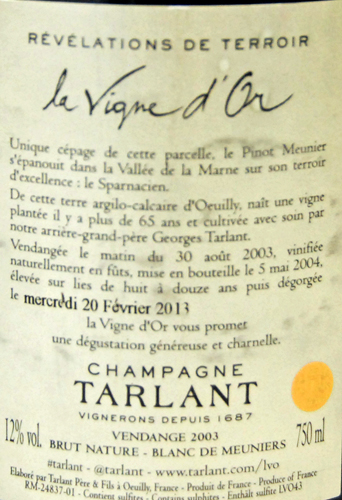 RÉVÉLATIONS DE TERROIR
la Vigne d'Or
Unique cépage de cette parcelle, le Pinot Meunier
s'épanouit dans la Vallée de la Marne sur son terroir
d'excellence : le Sparnacien.
De cette terre argilo-calcaire d'Oeuilly, naît une vigne
plantée il y a plus de 65 ans et cultivée avec soin par
notre arrière-grand-père Georges Tarlant.
Vendangée le matin du 30 août 2003, vinifiée
naturellement en fûts, mise en bouteille le 5 mai 2004,
élevée sur lies de huit à douze ans puis dégorgée
le mercredi 20 Février 2013
la Vigne d'Or vous promet
une dégustation généreuse et charnelle.
CHAMPAGNE
TARLANT
VIGNERONS DEPUIS 1687
12% vol. VENDANGE 2003 750 ml
BRUT NATURE - BLANC DE MEUNIERS
#tarlant - @tarlant - www.tarlant.com/lvo
Elaboré par Tarlant Père & Fils à Oeuilly, France - Produit de France - Produce of France
RM-24837-01 - Contient sulfites - Contains sulphites - Enthält sulfite LVO43